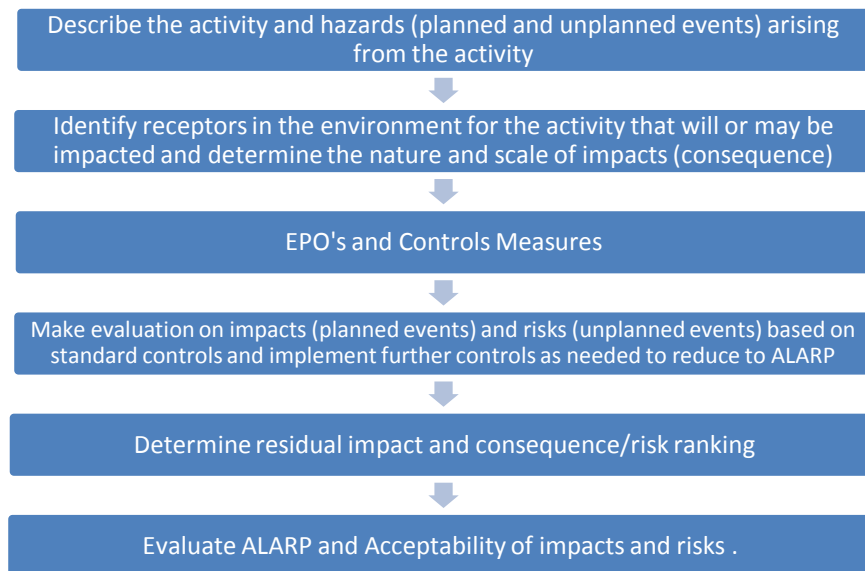 Describe the activity and hazards (planned and unplanned events) arising
from the activity
Identify receptors in the environment for the activity that will or may be
impacted and determine the nature and scale of impacts (consequence)
EPO's and Controls Measures
Make evaluation on impacts (planned events) and risks (unplanned events) based on
standard controls and implement further controls as needed to reduce to ALARP
Determine residual impact and consequence/risk ranking
Evaluate ALARP and Acceptability of impacts and risks .